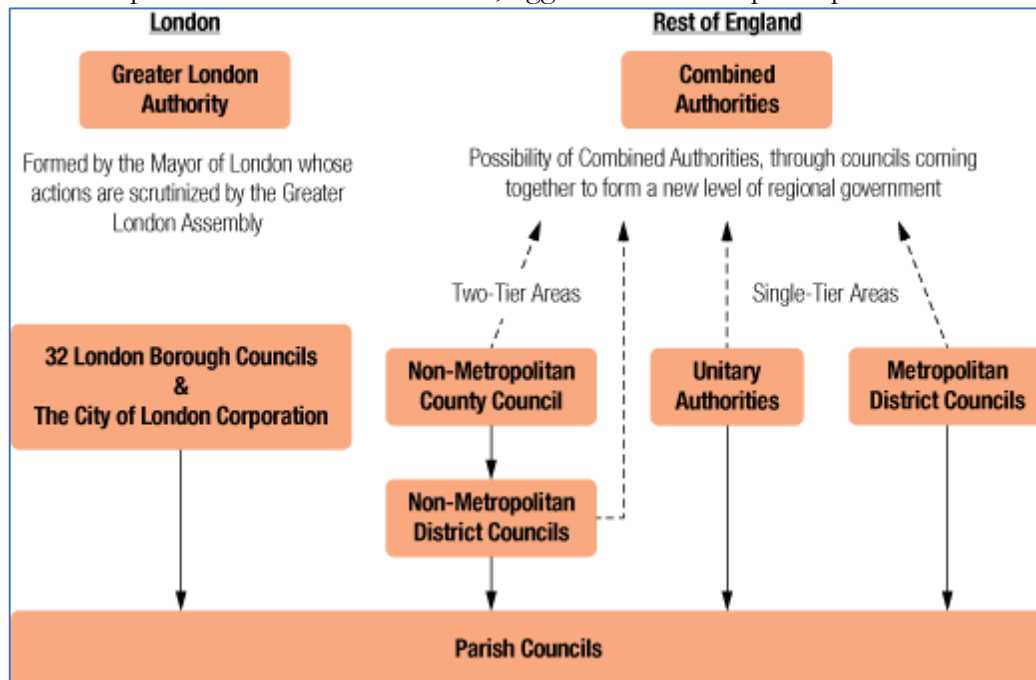 London
Rest of England
Greater London
Authority
Combined
Authorities
Formed by the Mayor of London whose
actions are scrutinized by the Greater
London Assembly
Possibility of Combined Authorities, through councils coming
together to form a new level of regional government
Two-Tier Areas
Single-Tier Areas
32 London Borough Councils
&
The City of London Corporation
Non-Metropolitan
County Council
Unitary
Authorities
Metropolitan
District Councils
Non-Metropolitan
District Councils
Parish Councils